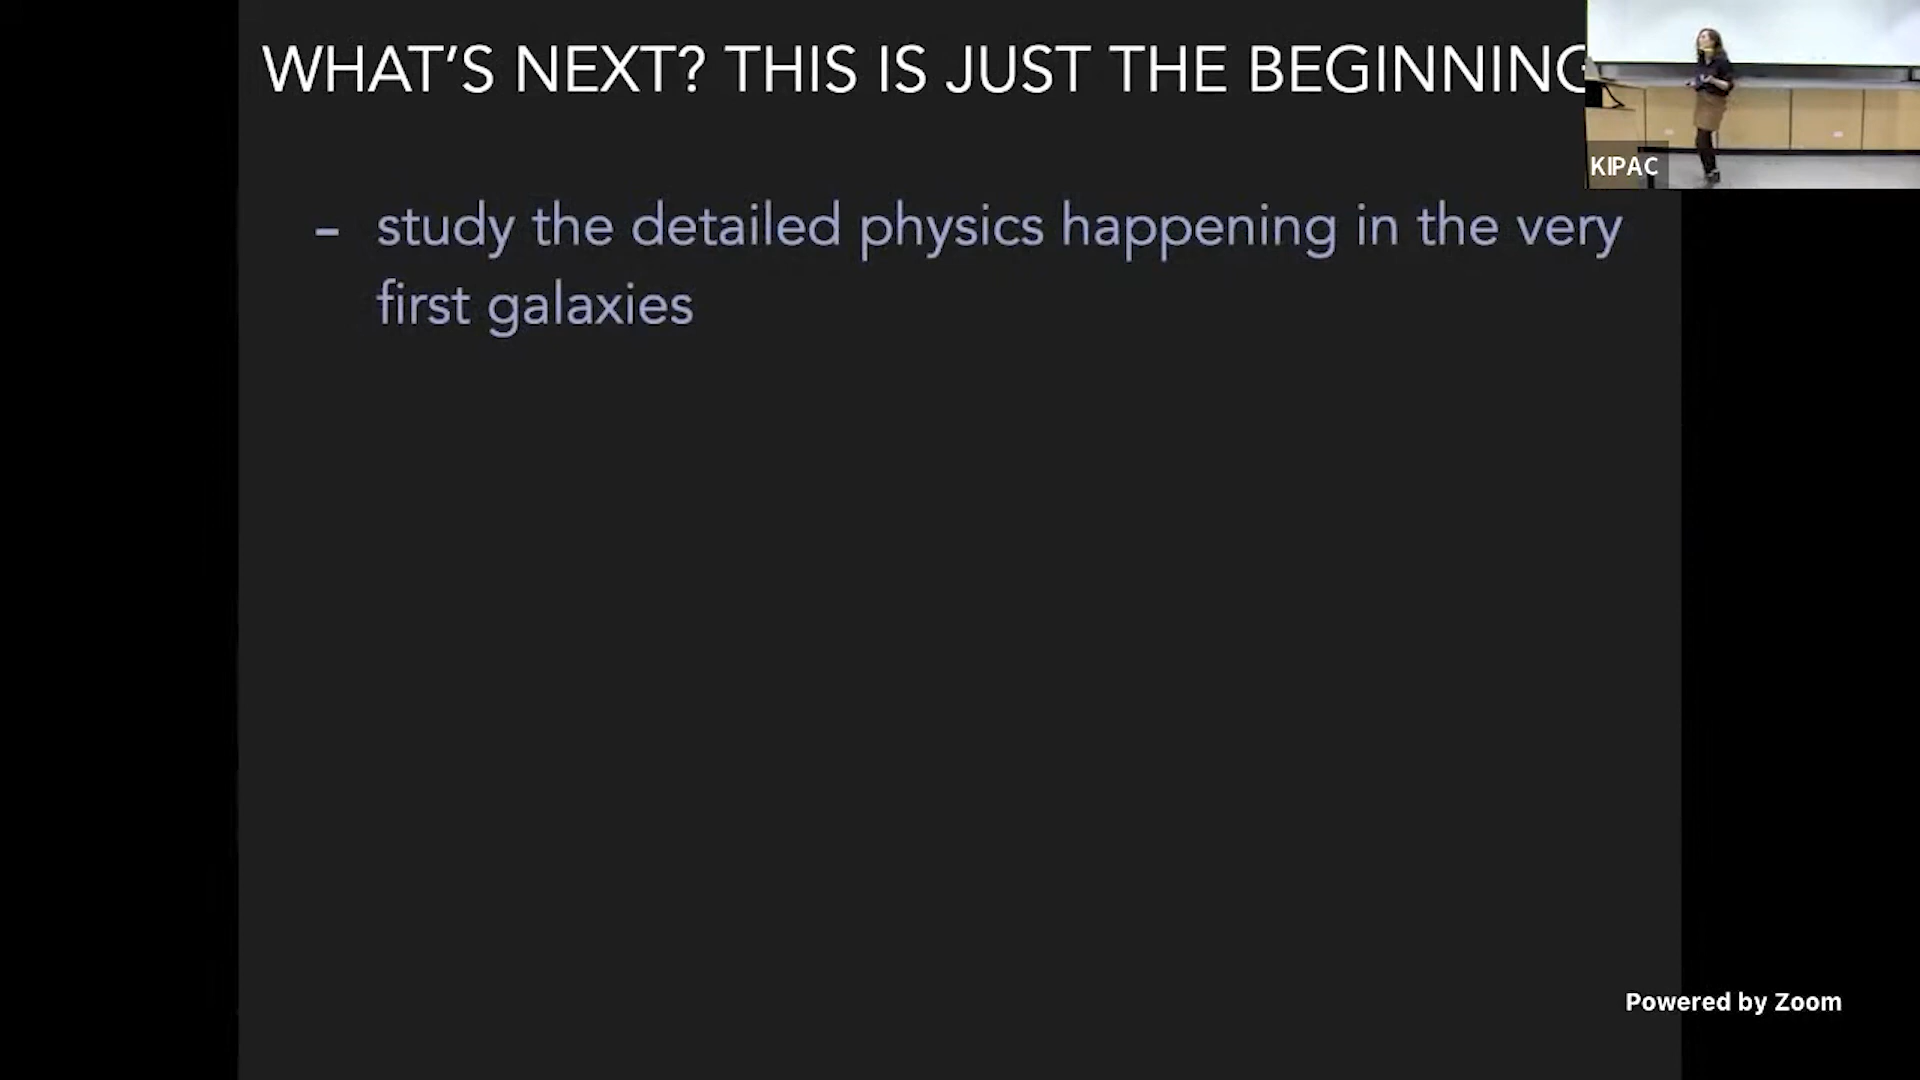 WHAT'S NEXT? THIS IS JUST THE BEGINNING
KIPAC
- study the detailed physics happening in the very
first galaxies
Powered by Zoom